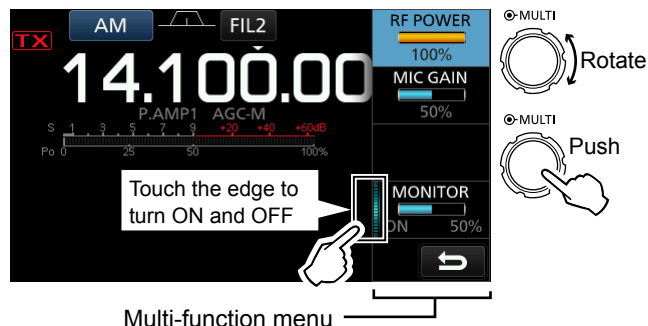 AM
FIL2
TX
14.100.00
P.AMP1 AGC-M
S 1 3 5 7 9 +20 +40 +60dB
Po 0 25 50 100%
Touch the edge to
turn ON and OFF
RF POWER
100%
MIC GAIN
50%
MONITOR
ON 50%
Multi-function menu
MULTI
Rotate
MULTI
Push